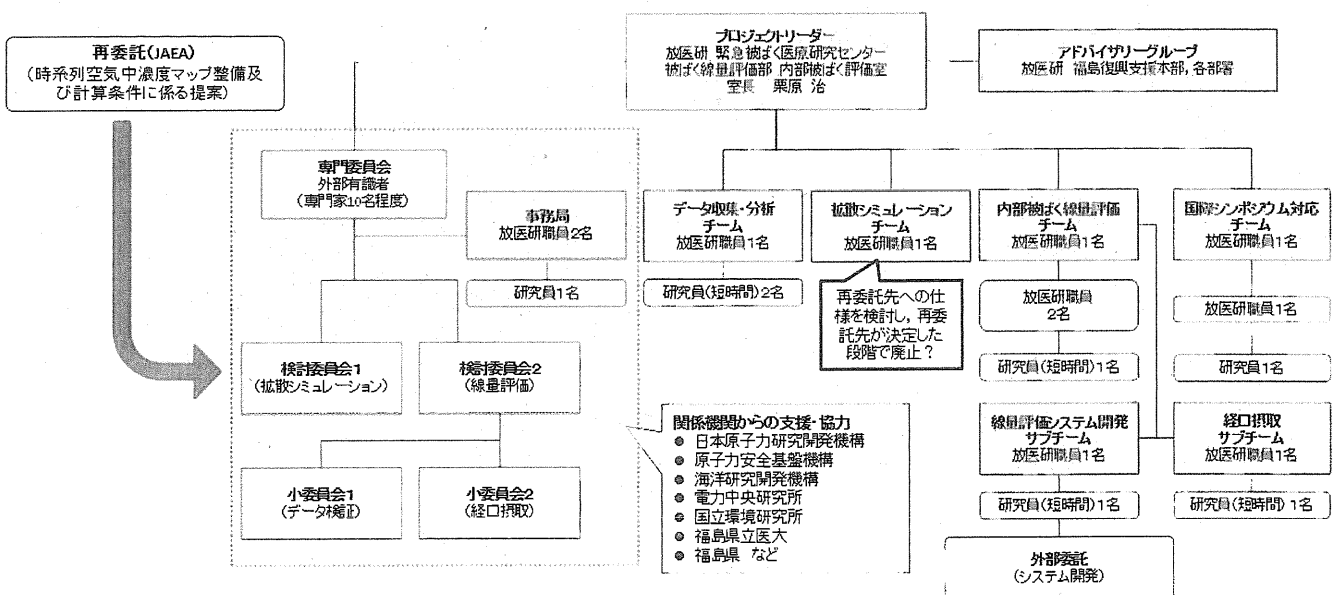 再委託(JAEA)
(時系列空気中濃度マップ整備及
び計算条件に係る提案)
プロジェクトリーダー
放医研 緊急被ばく医療研究センター
被ばく線量評価部 内部被ばく評価室
室長 栗原 治
アドバイザリーグループ
放医研 福島復興支援本部,各部署
専門委員会
外部有識者
(専門家10名程度)
事務局
放医研職員2名
研究員1名
検討委員会1
(拡散シミュレーション)
検討委員会2
(線量評価)
小委員会1
(データ検証)
小委員会2
(経口摂取)
データ収集・分析
チーム
放医研職員1名
研究員(短時間)2名
拡散シミュレーション
チーム
放医研職員1名
再委託先への仕
様を検討し,再委
託先が決定した
段階で廃止?
内部被ばく線量評価
チーム
放医研職員1名
放医研職員
2名
研究員(短時間)1名
国際シンポジウム対応
チーム
放医研職員1名
放医研職員1名
研究員1名
線量評価システム開発
サブチーム
放医研職員1名
研究員(短時間)1名
経口摂取
サブチーム
放医研職員1名
研究員(短時間)1名
外部委託
(システム開発)
関係機関からの支援・協力
● 日本原子力研究開発機構
● 原子力安全基盤機構
● 海洋研究開発機構
● 電力中央研究所
● 国立環境研究所
● 福島県立医大
● 福島県 など